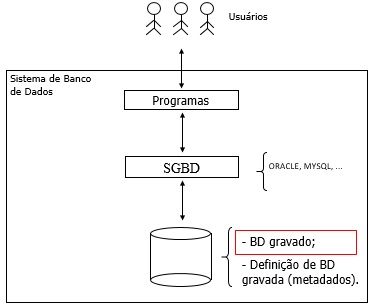 Usuários
Sistema de Banco
de Dados
Programas
SGBD
ORACLE, MYSQL, ...
- BD gravado;
- Definição de BD
gravada (metadados).